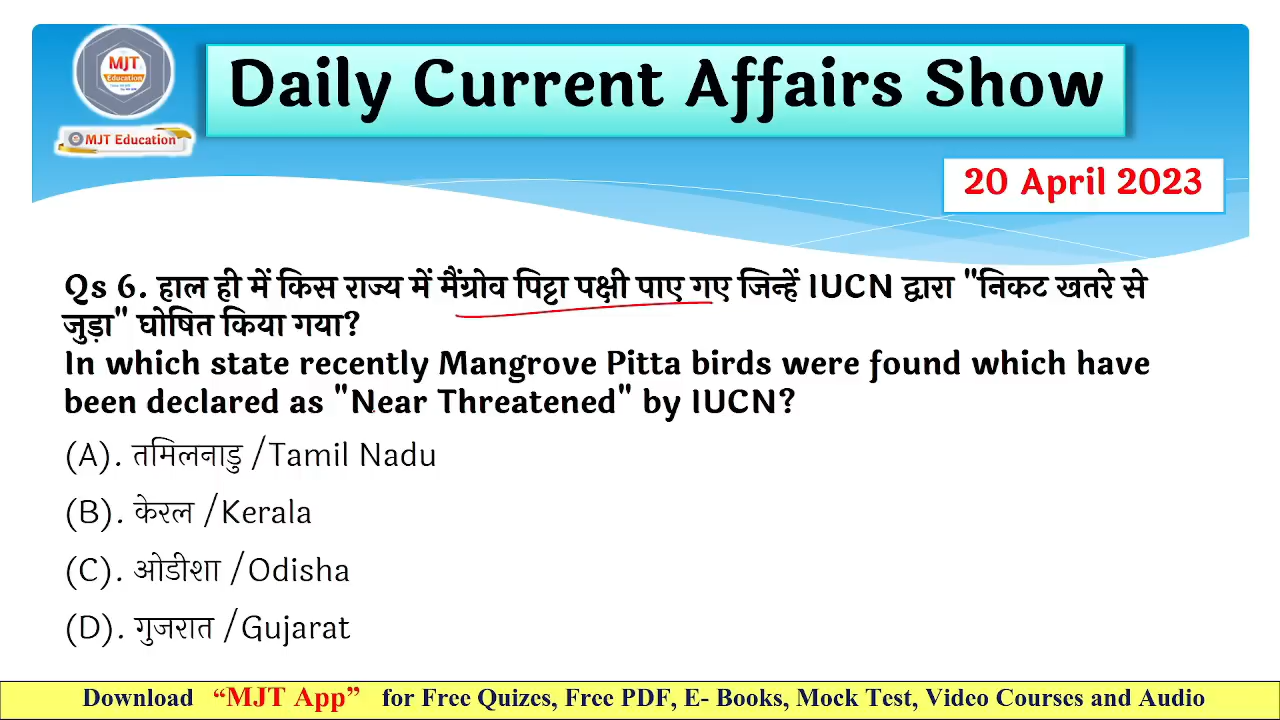 MJT
Education
MJT Education
Daily Current Affairs Show
20 April 2023
Qs 6. हाल ही में किस राज्य में मैंग्रोव पिट्टा पक्षी पाए गए जिन्हें IUCN द्वारा "निकट खतरे से
जुड़ा" घोषित किया गया?
In which state recently Mangrove Pitta birds were found which have
been declared as "Near Threatened" by IUCN?
(A). तमिलनाडु /Tamil Nadu
(B). केरल /Kerala
(C). ओडीशा /Odisha
(D). गुजरात /Gujarat
Download “MJT App” for Free Quizes, Free PDF, E- Books, Mock Test, Video Courses and Audio